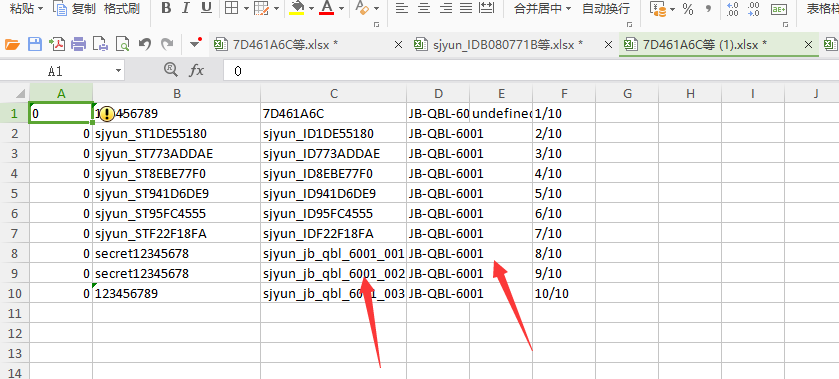 粘贴 复制 格式刷 B I U A 合并居中 自动换行 % 表格样
7D461A6C等.xlsx * sjyun_IDB080771B等.xlsx * 7D461A6C等 (1).xlsx *
A1 fx 0
A B C D E F G H I J
1 0 7D461A6C JB-QBL-60 undefined 1/10
2 0 sjyun_ST1DE55180 sjyun_ID1DE55180 JB-QBL-6001 2/10
3 0 sjyun_ST773ADDAE sjyun_ID773ADDAE JB-QBL-6001 3/10
4 0 sjyun_ST8EBE77F0 sjyun_ID8EBE77F0 JB-QBL-6001 4/10
5 0 sjyun_ST941D6DE9 sjyun_ID941D6DE9 JB-QBL-6001 5/10
6 0 sjyun_ST95FC4555 sjyun_ID95FC4555 JB-QBL-6001 6/10
7 0 sjyun_STF22F18FA sjyun_IDF22F18FA JB-QBL-6001 7/10
8 0 secret12345678 sjyun_jb_qbl_6001_001 JB-QBL-6001 8/10
9 0 secret12345678 sjyun_jb_qbl_6001_002 JB-QBL-6001 9/10
10 0 123456789 sjyun_jb_qbl_6001_003 JB-QBL-6001 10/10
11
12
13
14